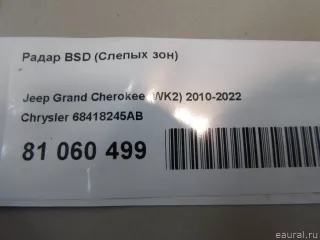 Радар BSD (Слепых зон)
Jeep Grand Cherokee (WK2) 2010-2022
Chrysler 68418245AB
81 060 499
eaural.ru